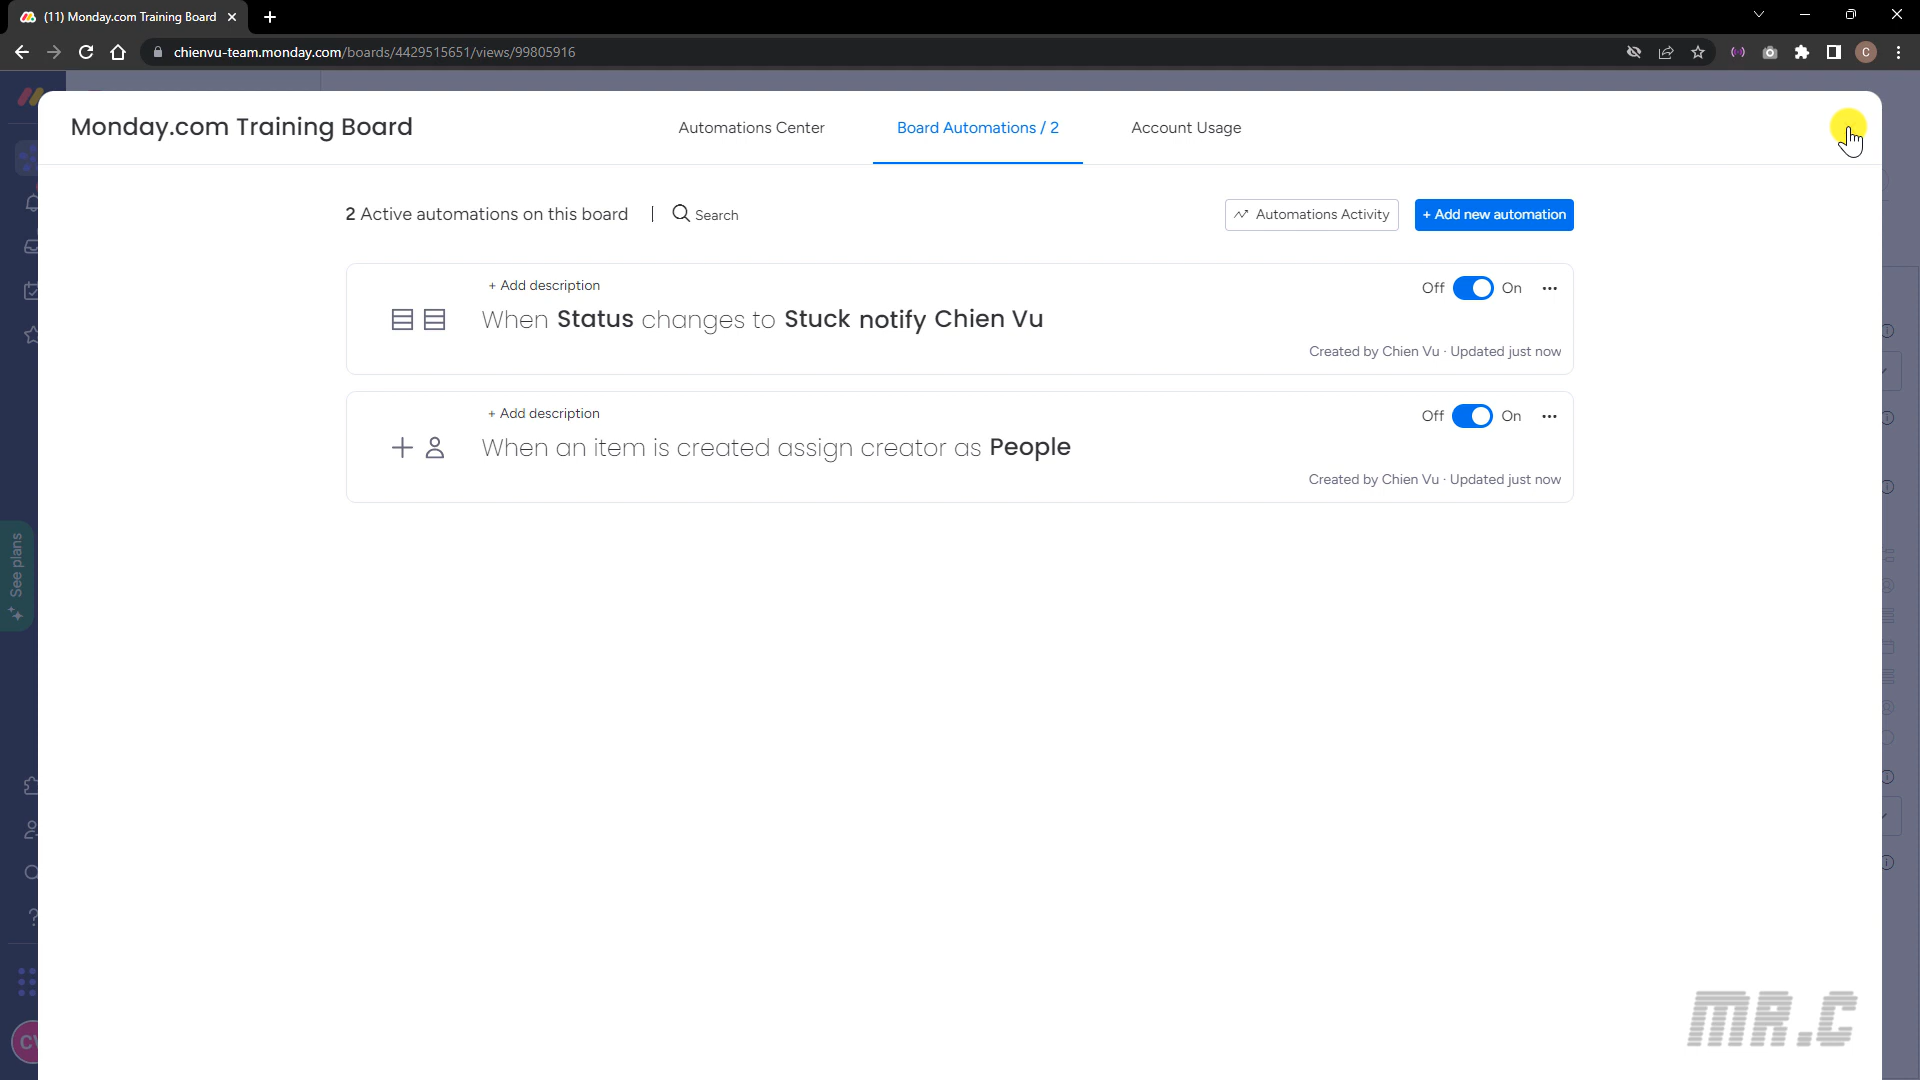 (11) Monday.com Training Board
chienvu-team.monday.com/boards/4429515651/views/99805916
C
Monday.com Training Board
Automations Center
Board Automations / 2
Account Usage
2 Active automations on this board
Search
Automations Activity
+ Add new automation
+ Add description
Off
On
When Status changes to Stuck notify Chien Vu
Created by Chien Vu · Updated just now
+ Add description
Off
On
When an item is created assign creator as People
Created by Chien Vu · Updated just now
See plans
CV
MR.C